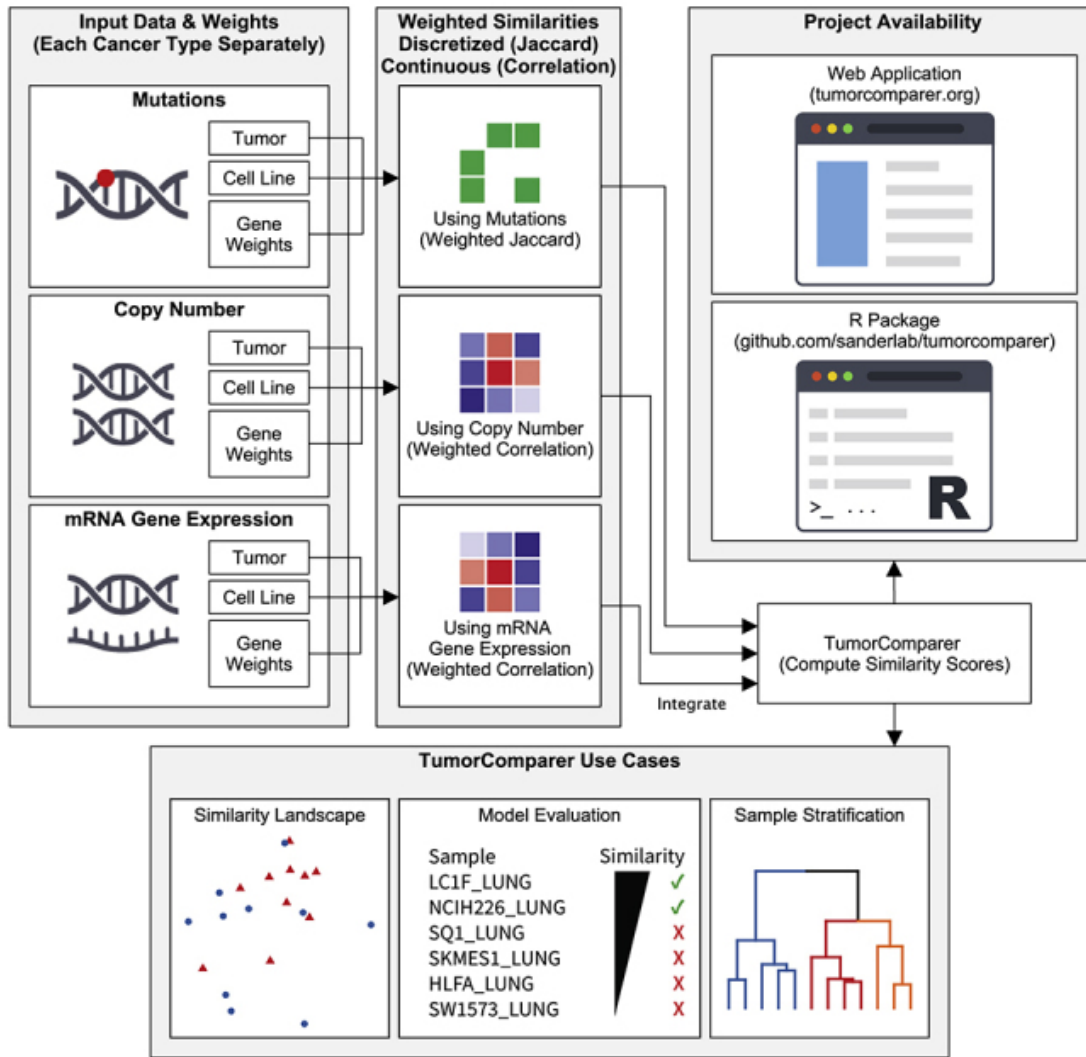 Input Data & Weights
(Each Cancer Type Separately)
Mutations
Tumor
Cell Line
Gene
Weights
Copy Number
Tumor
Cell Line
Gene
Weights
mRNA Gene Expression
Tumor
Cell Line
Gene
Weights
Weighted Similarities
Discretized (Jaccard)
Continuous (Correlation)
Using Mutations
(Weighted Jaccard)
Using Copy Number
(Weighted Correlation)
Using mRNA
Gene Expression
(Weighted Correlation)
Project Availability
Web Application
(tumorcomparer.org)
R Package
(github.com/sanderlab/tumorcomparer)
>_ ...
R
Integrate
TumorComparer
(Compute Similarity Scores)
TumorComparer Use Cases
Similarity Landscape
Model Evaluation
Sample Similarity
LC1F_LUNG ✓
NCIH226_LUNG ✓
SQ1_LUNG X
SKMES1_LUNG X
HLFA_LUNG X
SW1573_LUNG X
Sample Stratification